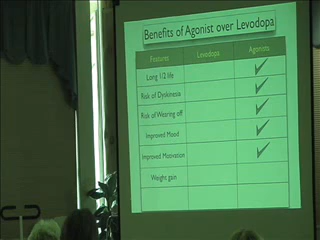 Benefits of Agonist over Levodopa
Features Levodopa Agonists
Long 1/2 life ✓
Risk of Dyskinesia ✓
Risk of Wearing off ✓
Improved Mood ✓
Improved Motivation ✓
Weight gain